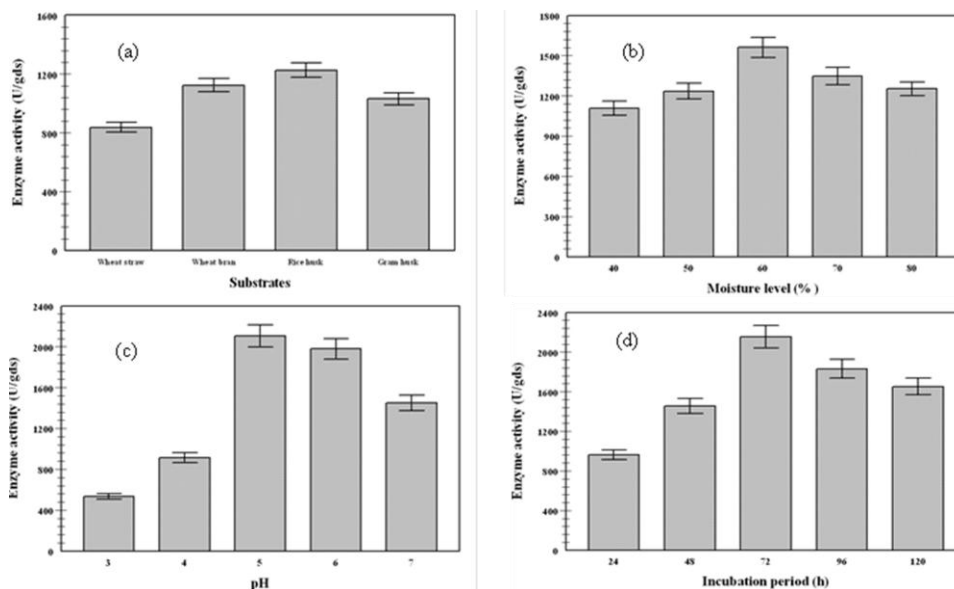 (a)
Enzyme activity (U/gds)
1600
1200
800
400
0
Wheat straw Wheat bran Rice husk Gram husk
Substrates
(b)
Enzyme activity (U/gds)
1800
1500
1200
900
600
300
0
40 50 60 70 80
Moisture level (% )
(c)
Enzyme activity (U/gds)
2400
2000
1600
1200
800
400
0
3 4 5 6 7
pH
(d)
Enzyme activity (U/gds)
2400
2000
1600
1200
800
400
0
24 48 72 96 120
Incubation period (h)